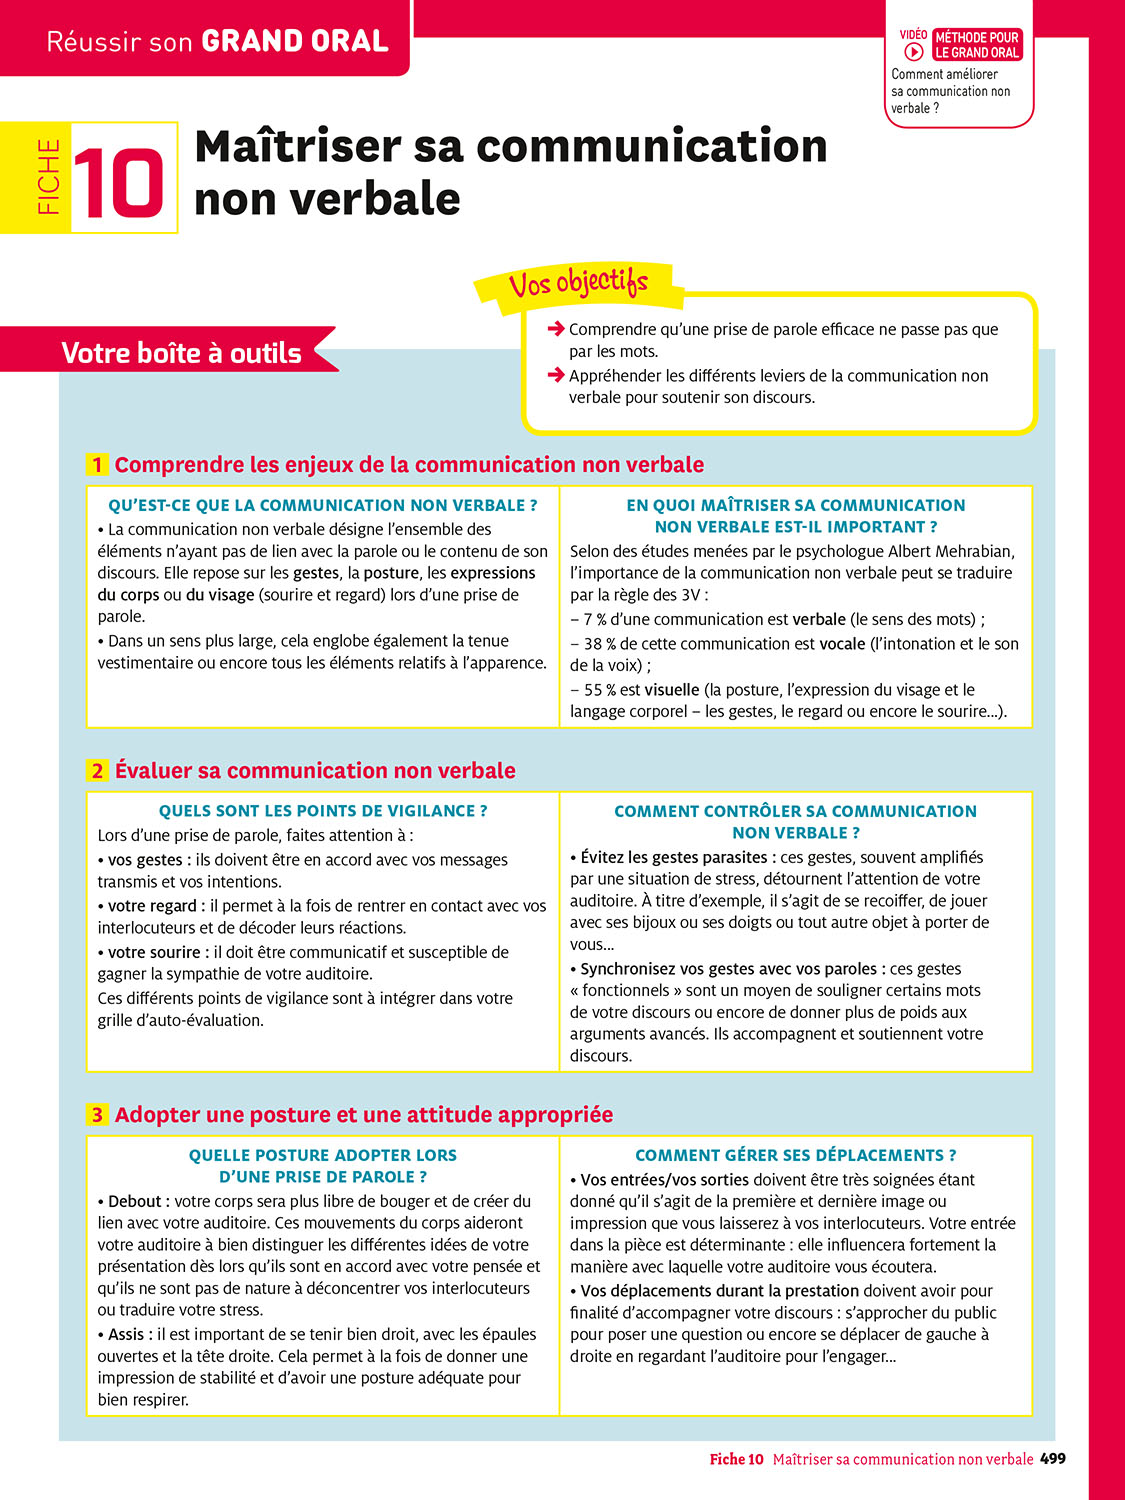 Réussir son GRAND ORAL
VIDÉO
MÉTHODE POUR
LE GRAND ORAL
Comment améliorer
sa communication non
verbale ?
FICHE
10
Maîtriser sa communication
non verbale
Vos objectifs
➔ Comprendre qu’une prise de parole efficace ne passe pas que
par les mots.
➔ Appréhender les différents leviers de la communication non
verbale pour soutenir son discours.
Votre boîte à outils
1 Comprendre les enjeux de la communication non verbale
QU’EST-CE QUE LA COMMUNICATION NON VERBALE ?
• La communication non verbale désigne l’ensemble des
éléments n’ayant pas de lien avec la parole ou le contenu de son
discours. Elle repose sur les gestes, la posture, les expressions
du corps ou du visage (sourire et regard) lors d’une prise de
parole.
• Dans un sens plus large, cela englobe également la tenue
vestimentaire ou encore tous les éléments relatifs à l’apparence.
EN QUOI MAÎTRISER SA COMMUNICATION
NON VERBALE EST-IL IMPORTANT ?
Selon des études menées par le psychologue Albert Mehrabian,
l’importance de la communication non verbale peut se traduire
par la règle des 3V :
– 7 % d’une communication est verbale (le sens des mots) ;
– 38 % de cette communication est vocale (l’intonation et le son
de la voix) ;
– 55 % est visuelle (la posture, l’expression du visage et le
langage corporel – les gestes, le regard ou encore le sourire...).
2 Évaluer sa communication non verbale
QUELS SONT LES POINTS DE VIGILANCE ?
Lors d’une prise de parole, faites attention à :
• vos gestes : ils doivent être en accord avec vos messages
transmis et vos intentions.
• votre regard : il permet à la fois de rentrer en contact avec vos
interlocuteurs et de décoder leurs réactions.
• votre sourire : il doit être communicatif et susceptible de
gagner la sympathie de votre auditoire.
Ces différents points de vigilance sont à intégrer dans votre
grille d’auto-évaluation.
COMMENT CONTRÔLER SA COMMUNICATION
NON VERBALE ?
• Évitez les gestes parasites : ces gestes, souvent amplifiés
par une situation de stress, détournent l’attention de votre
auditoire. À titre d’exemple, il s’agit de se recoiffer, de jouer
avec ses bijoux ou ses doigts ou tout autre objet à porter de
vous...
• Synchronisez vos gestes avec vos paroles : ces gestes
« fonctionnels » sont un moyen de souligner certains mots
de votre discours ou encore de donner plus de poids aux
arguments avancés. Ils accompagnent et soutiennent votre
discours.
3 Adopter une posture et une attitude appropriée
QUELLE POSTURE ADOPTER LORS
D’UNE PRISE DE PAROLE ?
• Debout : votre corps sera plus libre de bouger et de créer du
lien avec votre auditoire. Ces mouvements du corps aideront
votre auditoire à bien distinguer les différentes idées de votre
présentation dès lors qu’ils sont en accord avec votre pensée et
qu’ils ne sont pas de nature à déconcentrer vos interlocuteurs
ou traduire votre stress.
• Assis : il est important de se tenir bien droit, avec les épaules
ouvertes et la tête droite. Cela permet à la fois de donner une
impression de stabilité et d’avoir une posture adéquate pour
bien respirer.
COMMENT GÉRER SES DÉPLACEMENTS ?
• Vos entrées/vos sorties doivent être très soignées étant
donné qu’il s’agit de la première et dernière image ou
impression que vous laisserez à vos interlocuteurs. Votre entrée
dans la pièce est déterminante : elle influencera fortement la
manière avec laquelle votre auditoire vous écoutera.
• Vos déplacements durant la prestation doivent avoir pour
finalité d’accompagner votre discours : s’approcher du public
pour poser une question ou encore se déplacer de gauche à
droite en regardant l’auditoire pour l’engager...
Fiche 10 Maîtriser sa communication non verbale 499